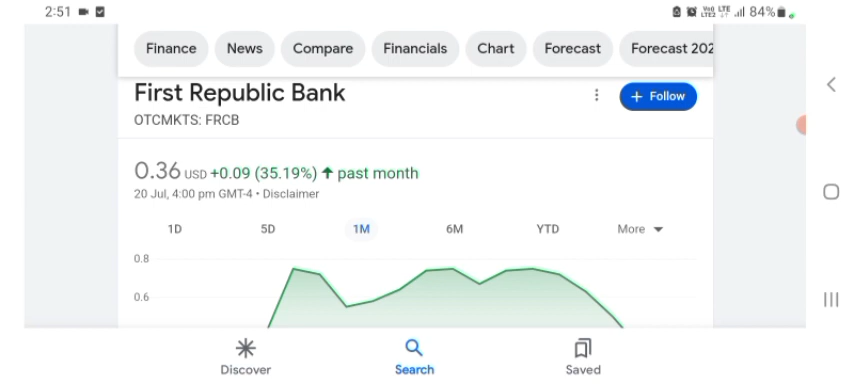 2:51 84%
Finance News Compare Financials Chart Forecast Forecast 202
First Republic Bank
+ Follow
OTCMKTS: FRCB
0.36 USD +0.09 (35.19%) ↑ past month
20 Jul, 4:00 pm GMT-4 • Disclaimer
1D 5D 1M 6M YTD More
0.8
0.6
Discover Search Saved